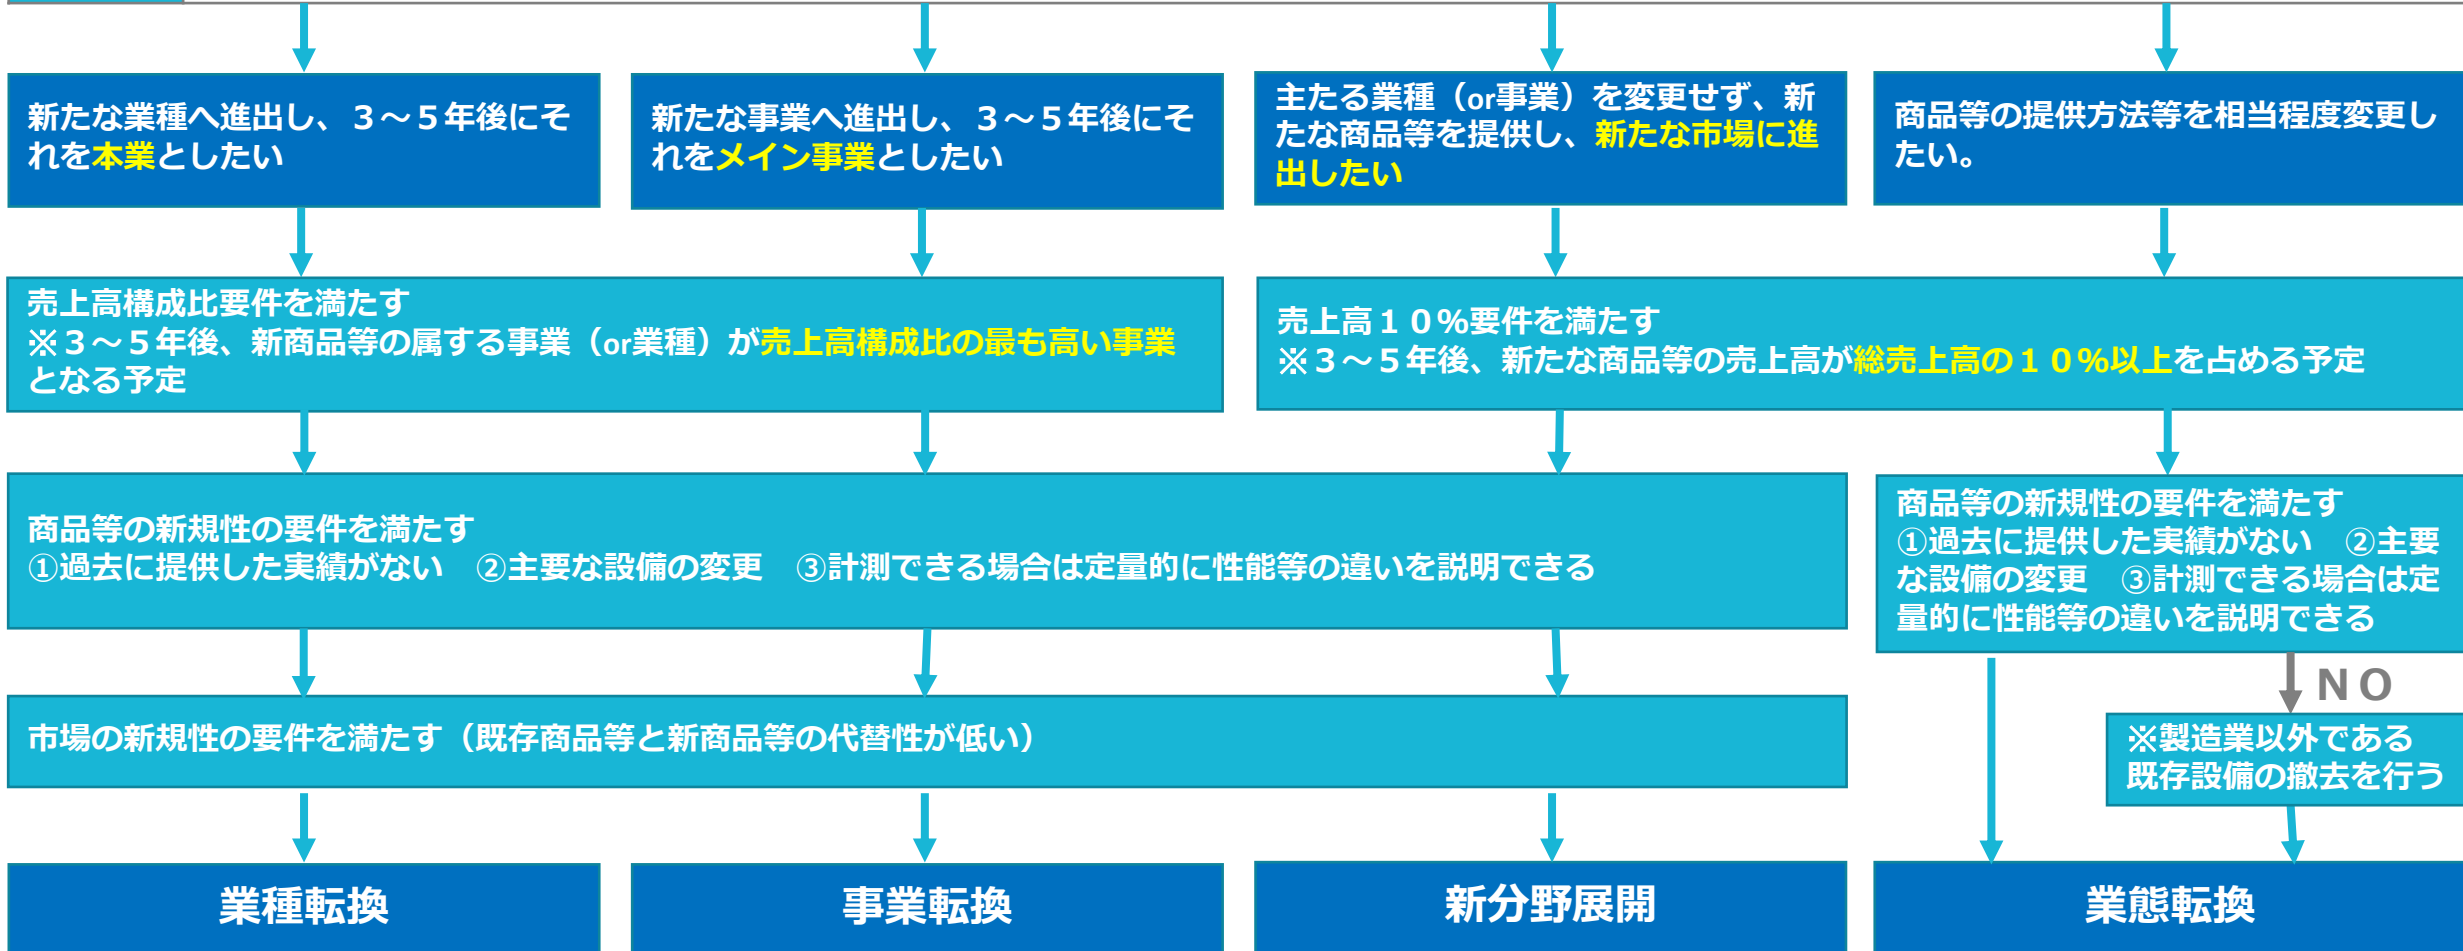 新たな業種へ進出し、３～５年後にそ
れを本業としたい
新たな事業へ進出し、３～５年後にそ
れをメイン事業としたい
主たる業種（or事業）を変更せず、新
たな商品等を提供し、新たな市場に進
出したい
商品等の提供方法等を相当程度変更し
たい。
売上高構成比要件を満たす
※３～５年後、新商品等の属する事業（or業種）が売上高構成比の最も高い事業
となる予定
売上高１０％要件を満たす
※３～５年後、新たな商品等の売上高が総売上高の１０％以上を占める予定
商品等の新規性の要件を満たす
①過去に提供した実績がない　②主要な設備の変更　③計測できる場合は定量的に性能等の違いを説明できる
商品等の新規性の要件を満たす
①過去に提供した実績がない　②主要
な設備の変更　③計測できる場合は定
量的に性能等の違いを説明できる
ＮＯ
市場の新規性の要件を満たす（既存商品等と新商品等の代替性が低い）
※製造業以外である
既存設備の撤去を行う
業種転換
事業転換
新分野展開
業態転換